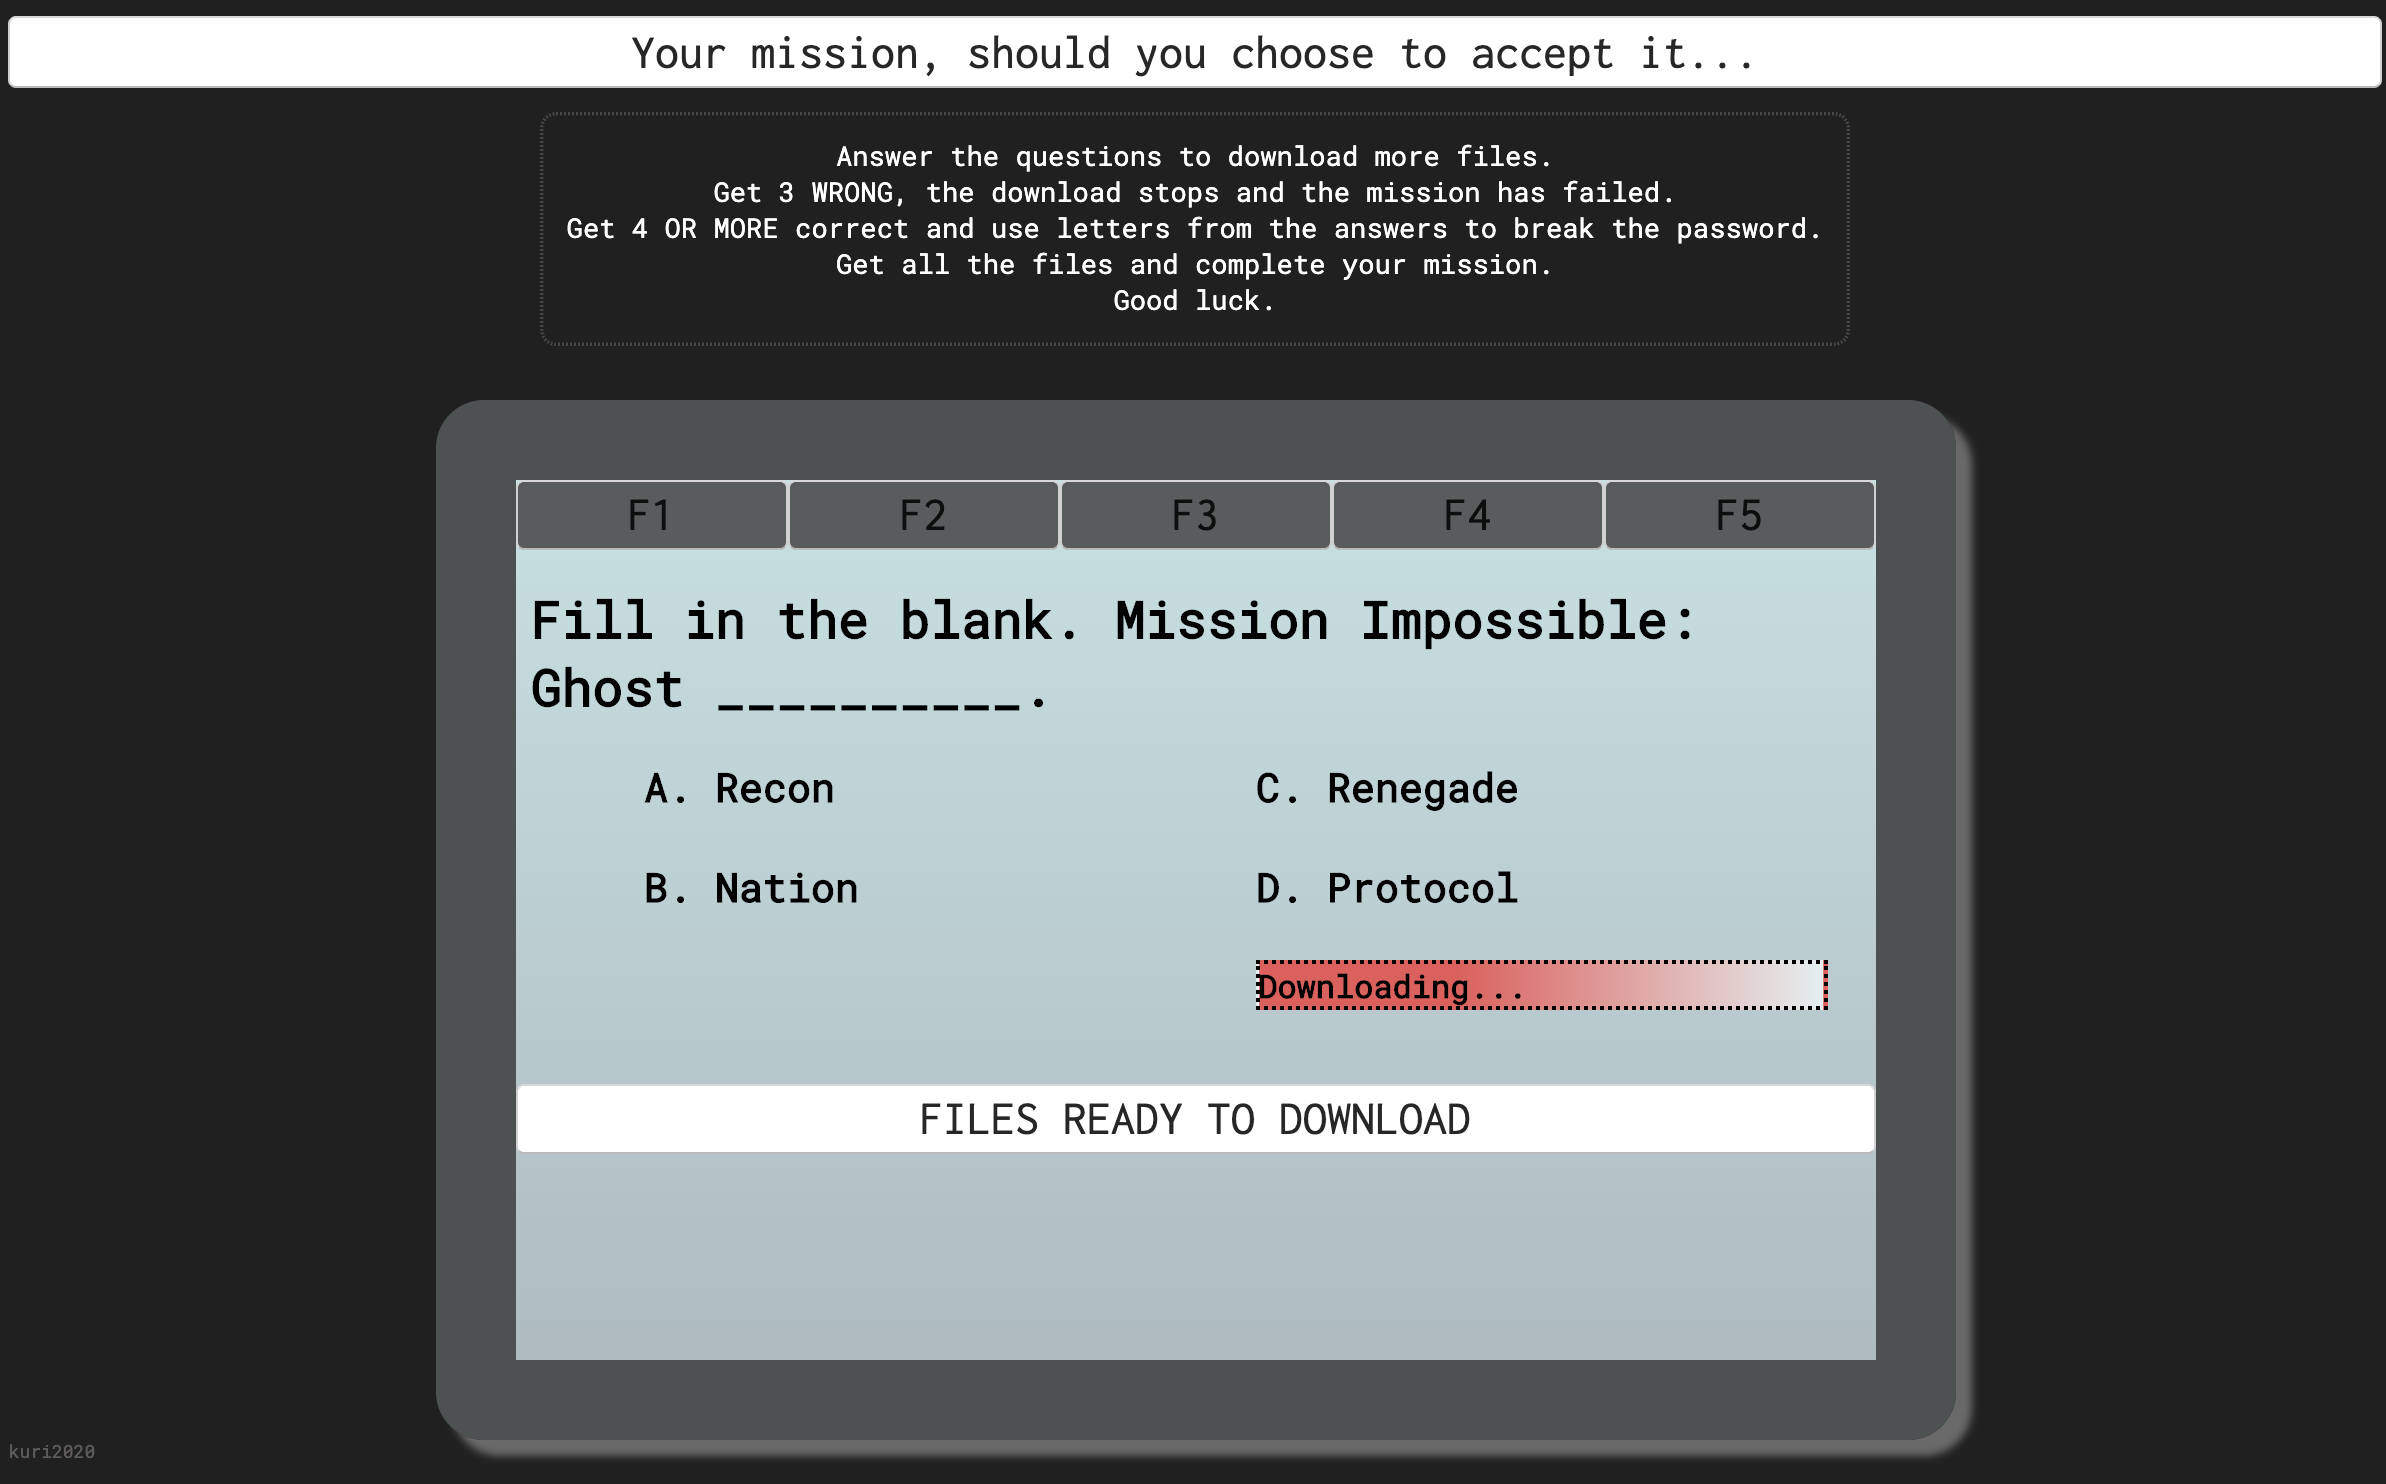 Your mission, should you choose to accept it...
Answer the questions to download more files.
Get 3 WRONG, the download stops and the mission has failed.
Get 4 OR MORE correct and use letters from the answers to break the password.
Get all the files and complete your mission.
Good luck.
F1 F2 F3 F4 F5
Fill in the blank. Mission Impossible:
Ghost __________.
A. Recon
B. Nation
C. Renegade
D. Protocol
Downloading...
FILES READY TO DOWNLOAD
kuri2020